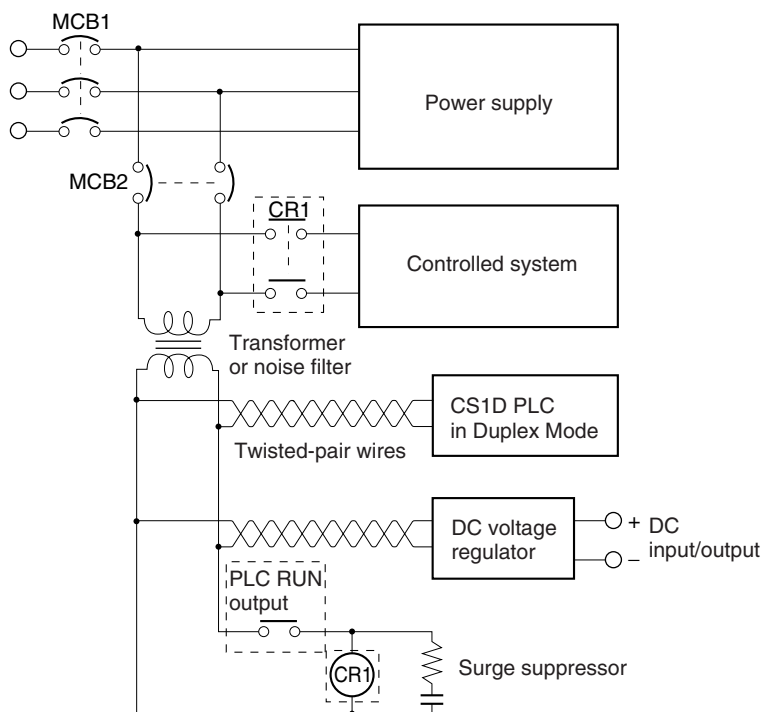 MCB1
Power supply
MCB2
CR1
Controlled system
Transformer
or noise filter
CS1D PLC
in Duplex Mode
Twisted-pair wires
DC voltage
regulator
+
DC
input/output
–
PLC RUN
output
CR1
Surge suppressor